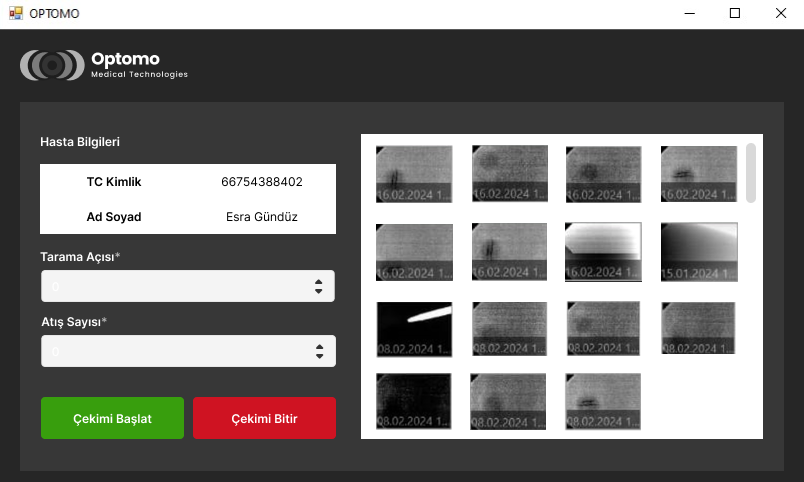 OPTOMO
Optomo
Medical Technologies
Hasta Bilgileri
TC Kimlik 66754388402
Ad Soyad Esra Gündüz
Tarama Açısı*
0
Atış Sayısı*
0
Çekimi Başlat Çekimi Bitir
16.02.2024 1... 16.02.2024 1... 16.02.2024 1... 16.02.2024 1...
16.02.2024 1... 16.02.2024 1... 16.02.2024 1... 15.01.2024 1...
08.02.2024 1... 08.02.2024 1... 08.02.2024 1... 08.02.2024 1...
08.02.2024 1... 08.02.2024 1... 08.02.2024 1...